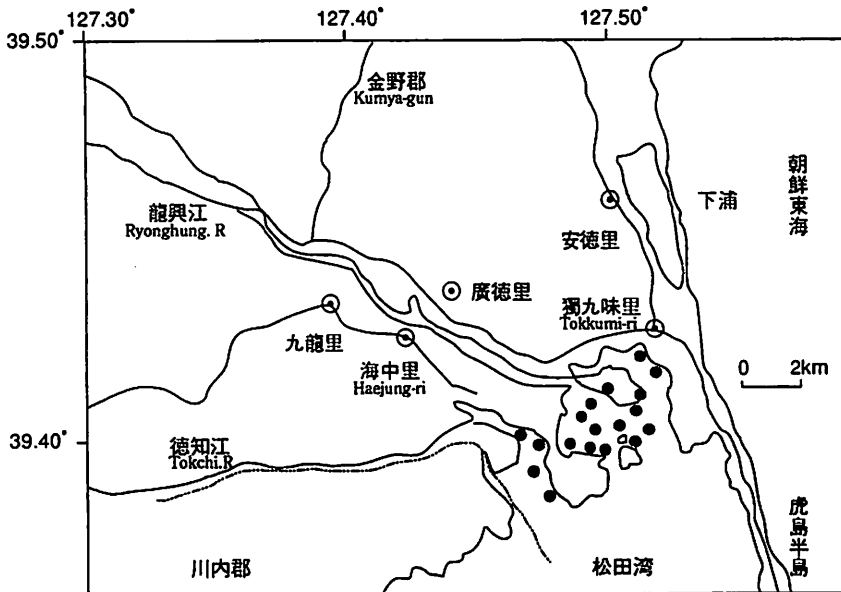 127.30°
127.40°
127.50°
39.50°
金野郡
Kumya-gun
朝鮮東海
龍興江
Ryonghung. R
下浦
安徳里
廣徳里
獨九味里
Tokkumi-ri
九龍里
海中里
Haejung-ri
0 2km
39.40°
徳知江
Tokchi.R
虎島半島
川内郡
松田湾